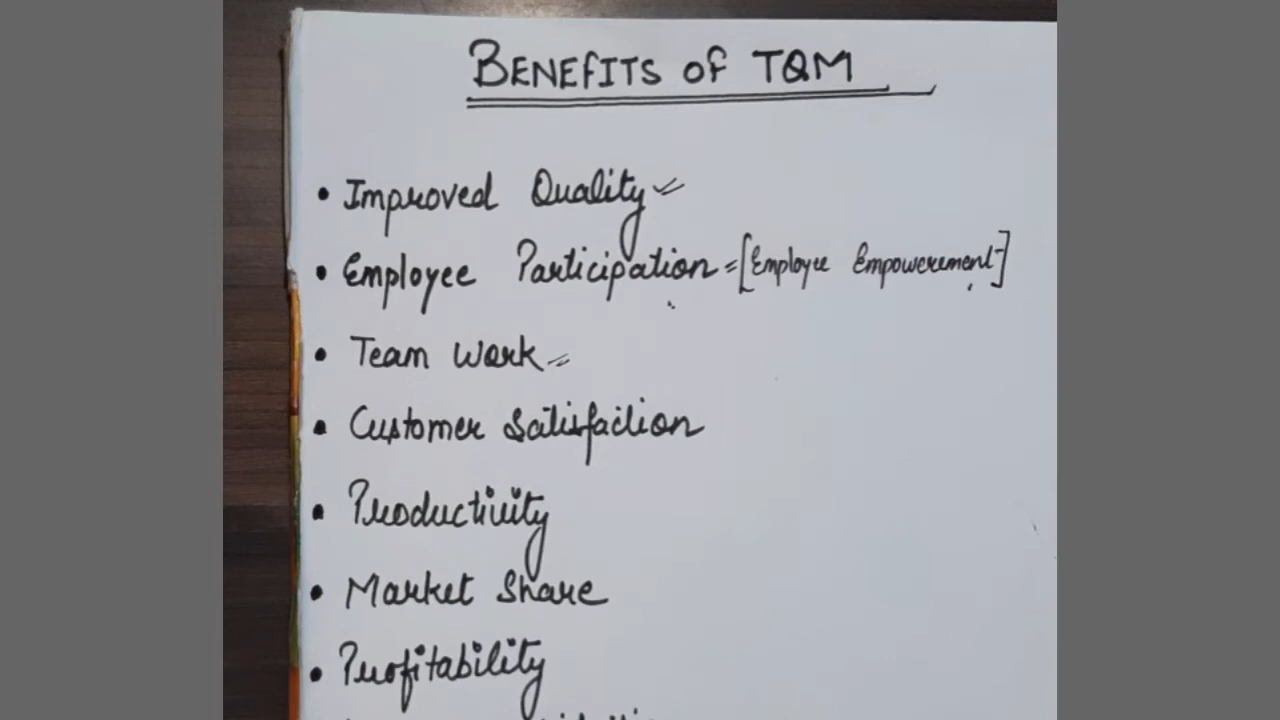 BENEFITS OF TQM
• Improved Quality
• Employee Participation = [Employee Empowerement]
• Team Work
• Customer Satisfaction
• Productivity
• Market Share
• Profitability